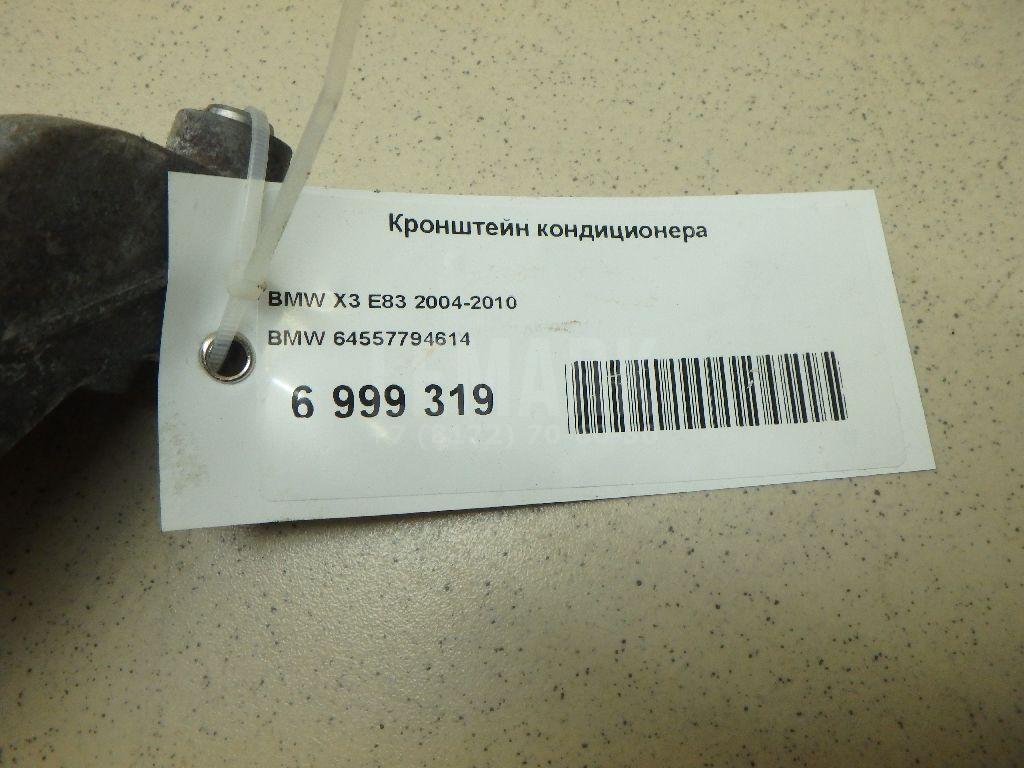 Кронштейн кондиционера
BMW X3 E83 2004-2010
BMW 64557794614
6 999 319